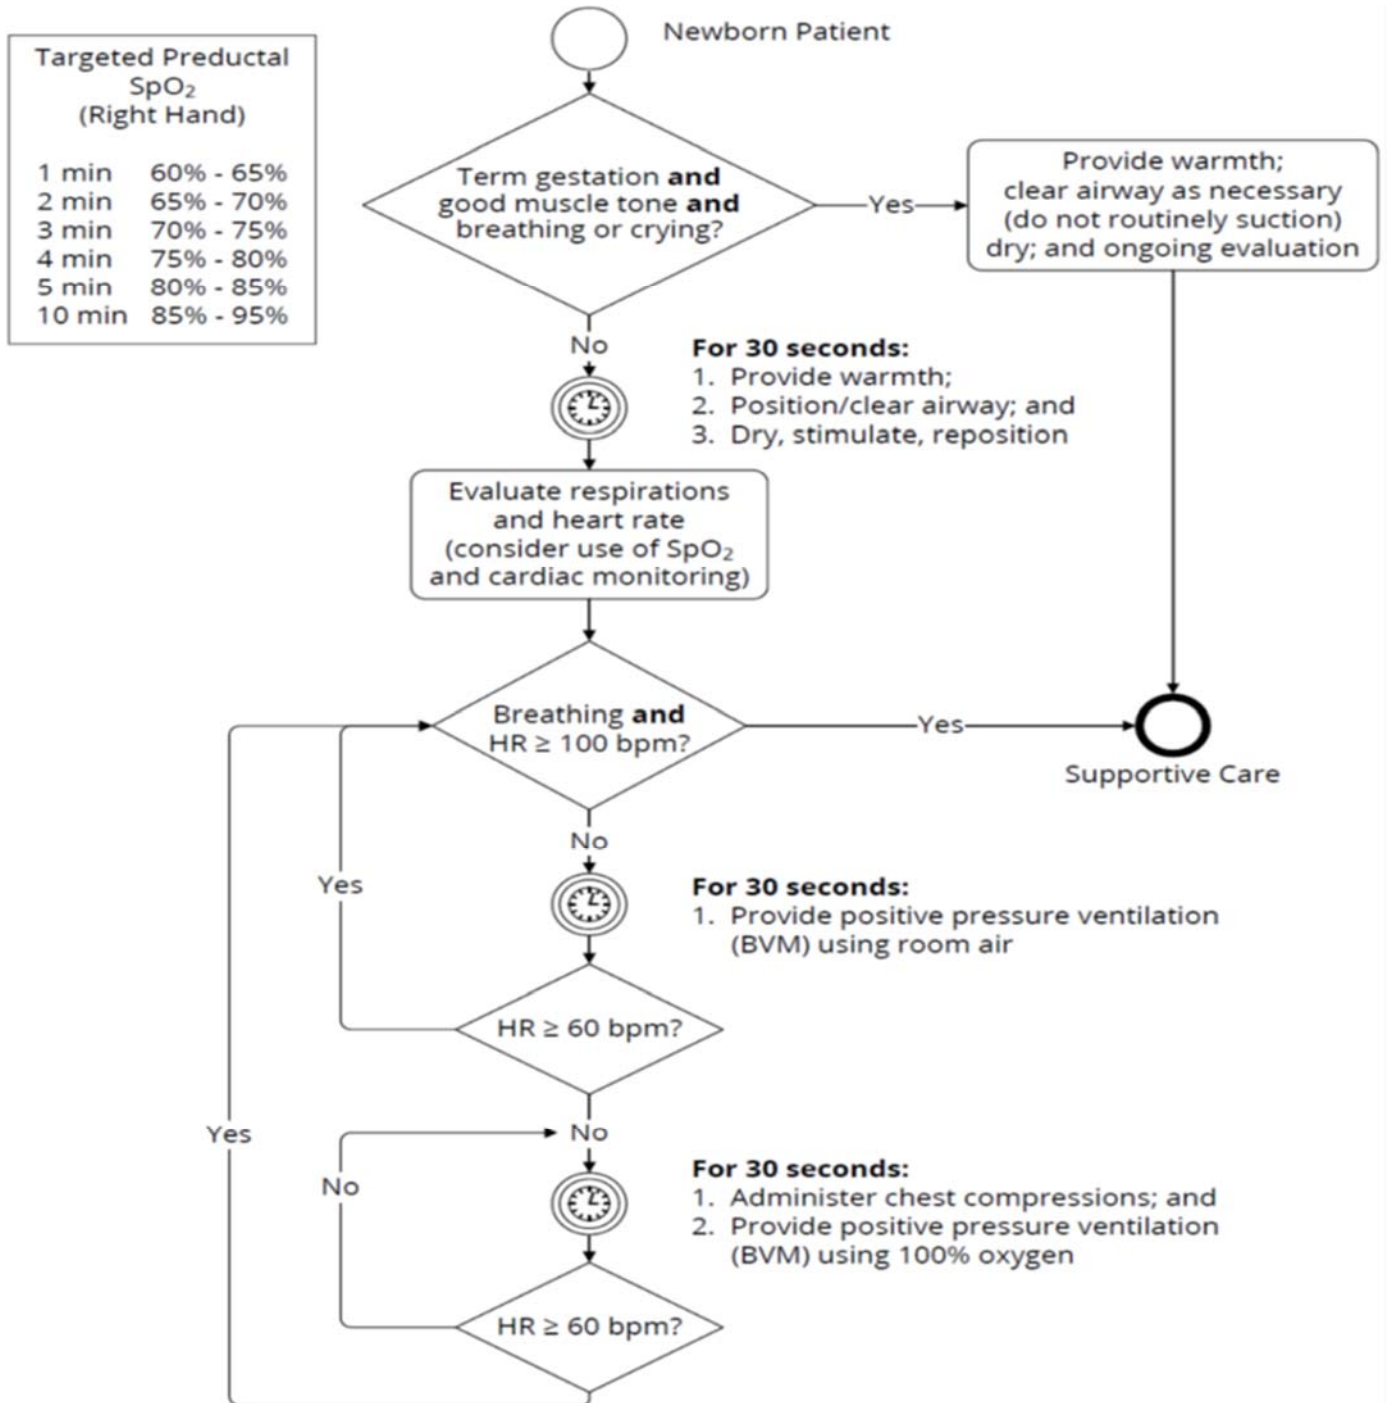 Newborn Patient
Targeted Preductal
SpO₂
(Right Hand)
1 min 60% - 65%
2 min 65% - 70%
3 min 70% - 75%
4 min 75% - 80%
5 min 80% - 85%
10 min 85% - 95%
Term gestation and
good muscle tone and
breathing or crying?
Yes
Provide warmth;
clear airway as necessary
(do not routinely suction)
dry; and ongoing evaluation
No
For 30 seconds:
1. Provide warmth;
2. Position/clear airway; and
3. Dry, stimulate, reposition
Evaluate respirations
and heart rate
(consider use of SpO₂
and cardiac monitoring)
Breathing and
HR ≥ 100 bpm?
Yes
Supportive Care
No
Yes
For 30 seconds:
1. Provide positive pressure ventilation
(BVM) using room air
HR ≥ 60 bpm?
Yes
No
No
For 30 seconds:
1. Administer chest compressions; and
2. Provide positive pressure ventilation
(BVM) using 100% oxygen
HR ≥ 60 bpm?